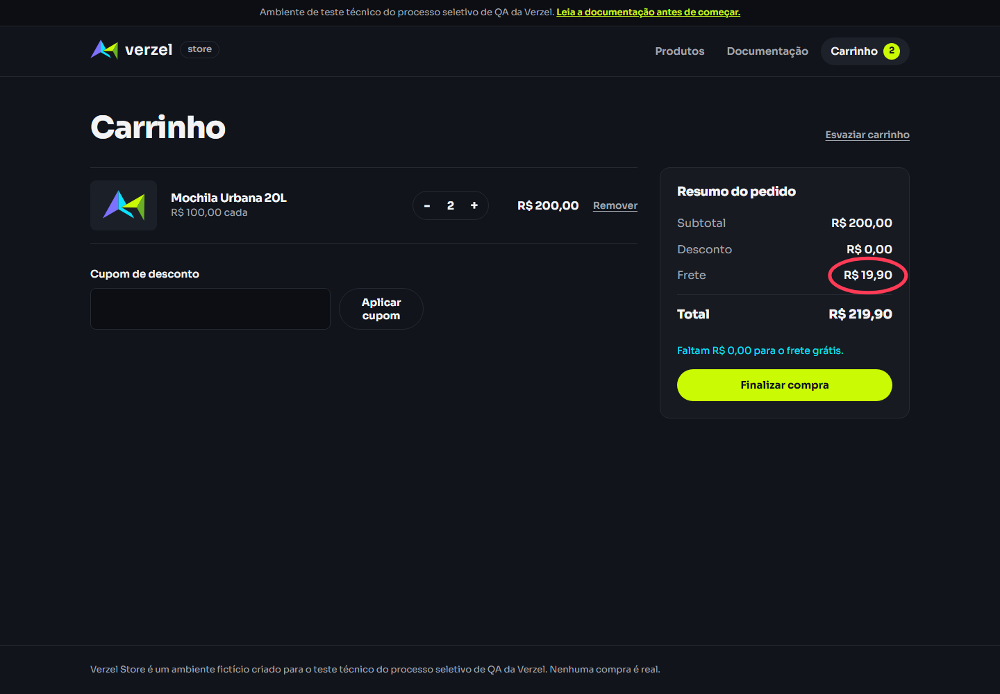 Ambiente de teste técnico do processo seletivo de QA da Verzel. Leia a documentação antes de começar.
verzel store
Produtos Documentação Carrinho 2
Carrinho
Esvaziar carrinho
Mochila Urbana 20L
R$ 100,00 cada
- 2 +
R$ 200,00 Remover
Cupom de desconto
Aplicar
cupom
Resumo do pedido
Subtotal R$ 200,00
Desconto R$ 0,00
Frete R$ 19,90
Total R$ 219,90
Faltam R$ 0,00 para o frete grátis.
Finalizar compra
Verzel Store é um ambiente fictício criado para o teste técnico do processo seletivo de QA da Verzel. Nenhuma compra é real.